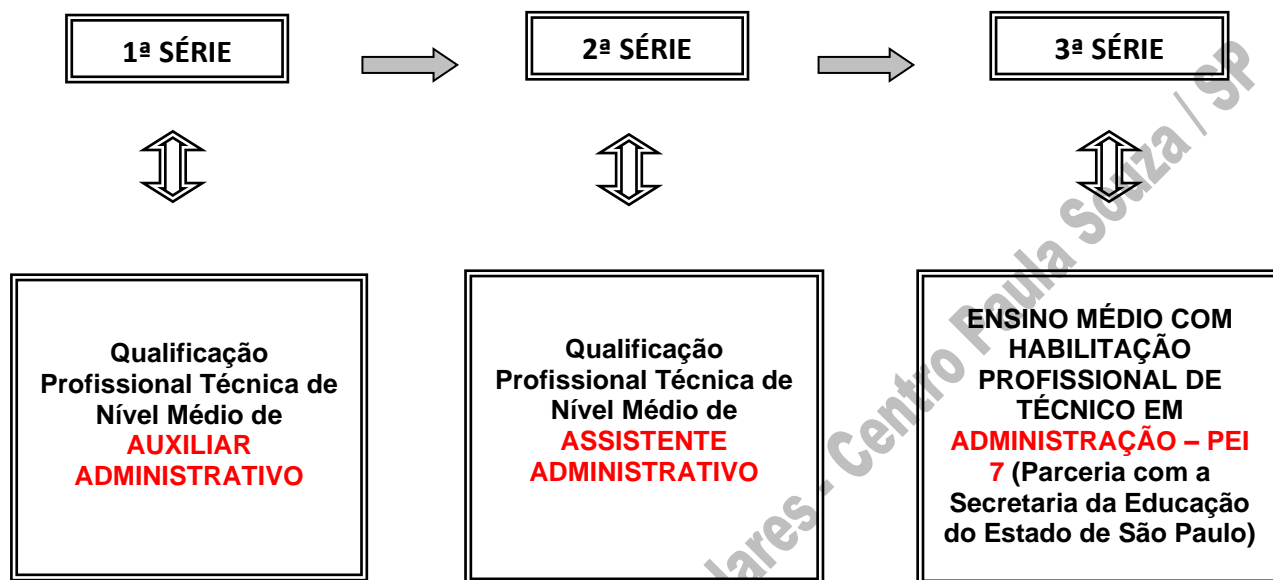 1ª SÉRIE
2ª SÉRIE
3ª SÉRIE
Qualificação
Profissional Técnica de
Nível Médio de
AUXILIAR
ADMINISTRATIVO
Qualificação
Profissional Técnica de
Nível Médio de
ASSISTENTE
ADMINISTRATIVO
ENSINO MÉDIO COM
HABILITAÇÃO
PROFISSIONAL DE
TÉCNICO EM
ADMINISTRAÇÃO – PEI
7 (Parceria com a
Secretaria da Educação
do Estado de São Paulo)
- Centro Paula Souza / SP